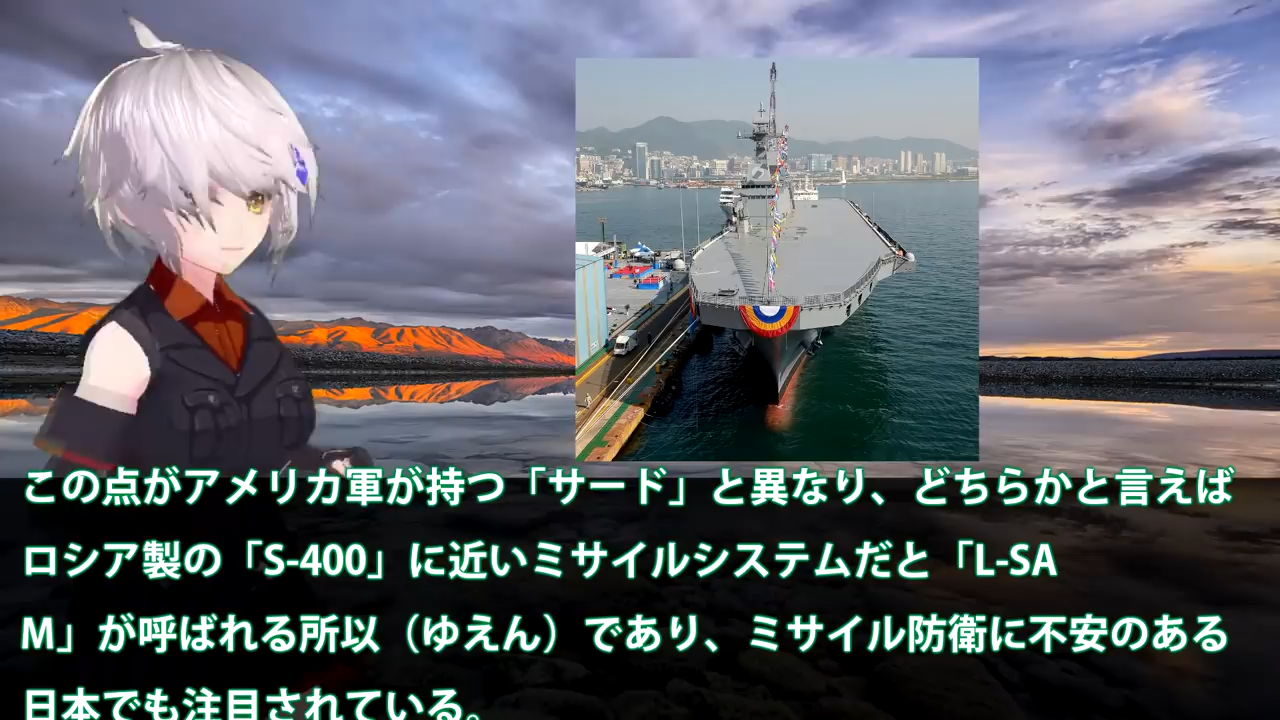 この点がアメリカ軍が持つ「サード」と異なり、どちらかと言えば
ロシア製の「S-400」に近いミサイルシステムだと「L-SA
M」が呼ばれる所以（ゆえん）であり、ミサイル防衛に不安のある
日本でも注目されている。